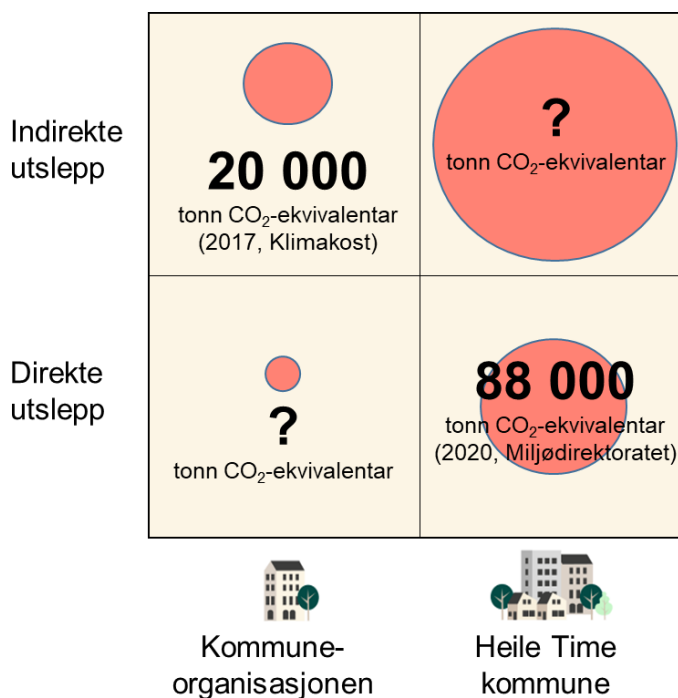 Indirekte
utslepp
20 000
tonn CO₂-ekvivalentar
(2017, Klimakost)
?
tonn CO₂-ekvivalentar
Direkte
utslepp
?
tonn CO₂-ekvivalentar
88 000
tonn CO₂-ekvivalentar
(2020, Miljødirektoratet)
Kommune-
organisasjonen
Heile Time
kommune